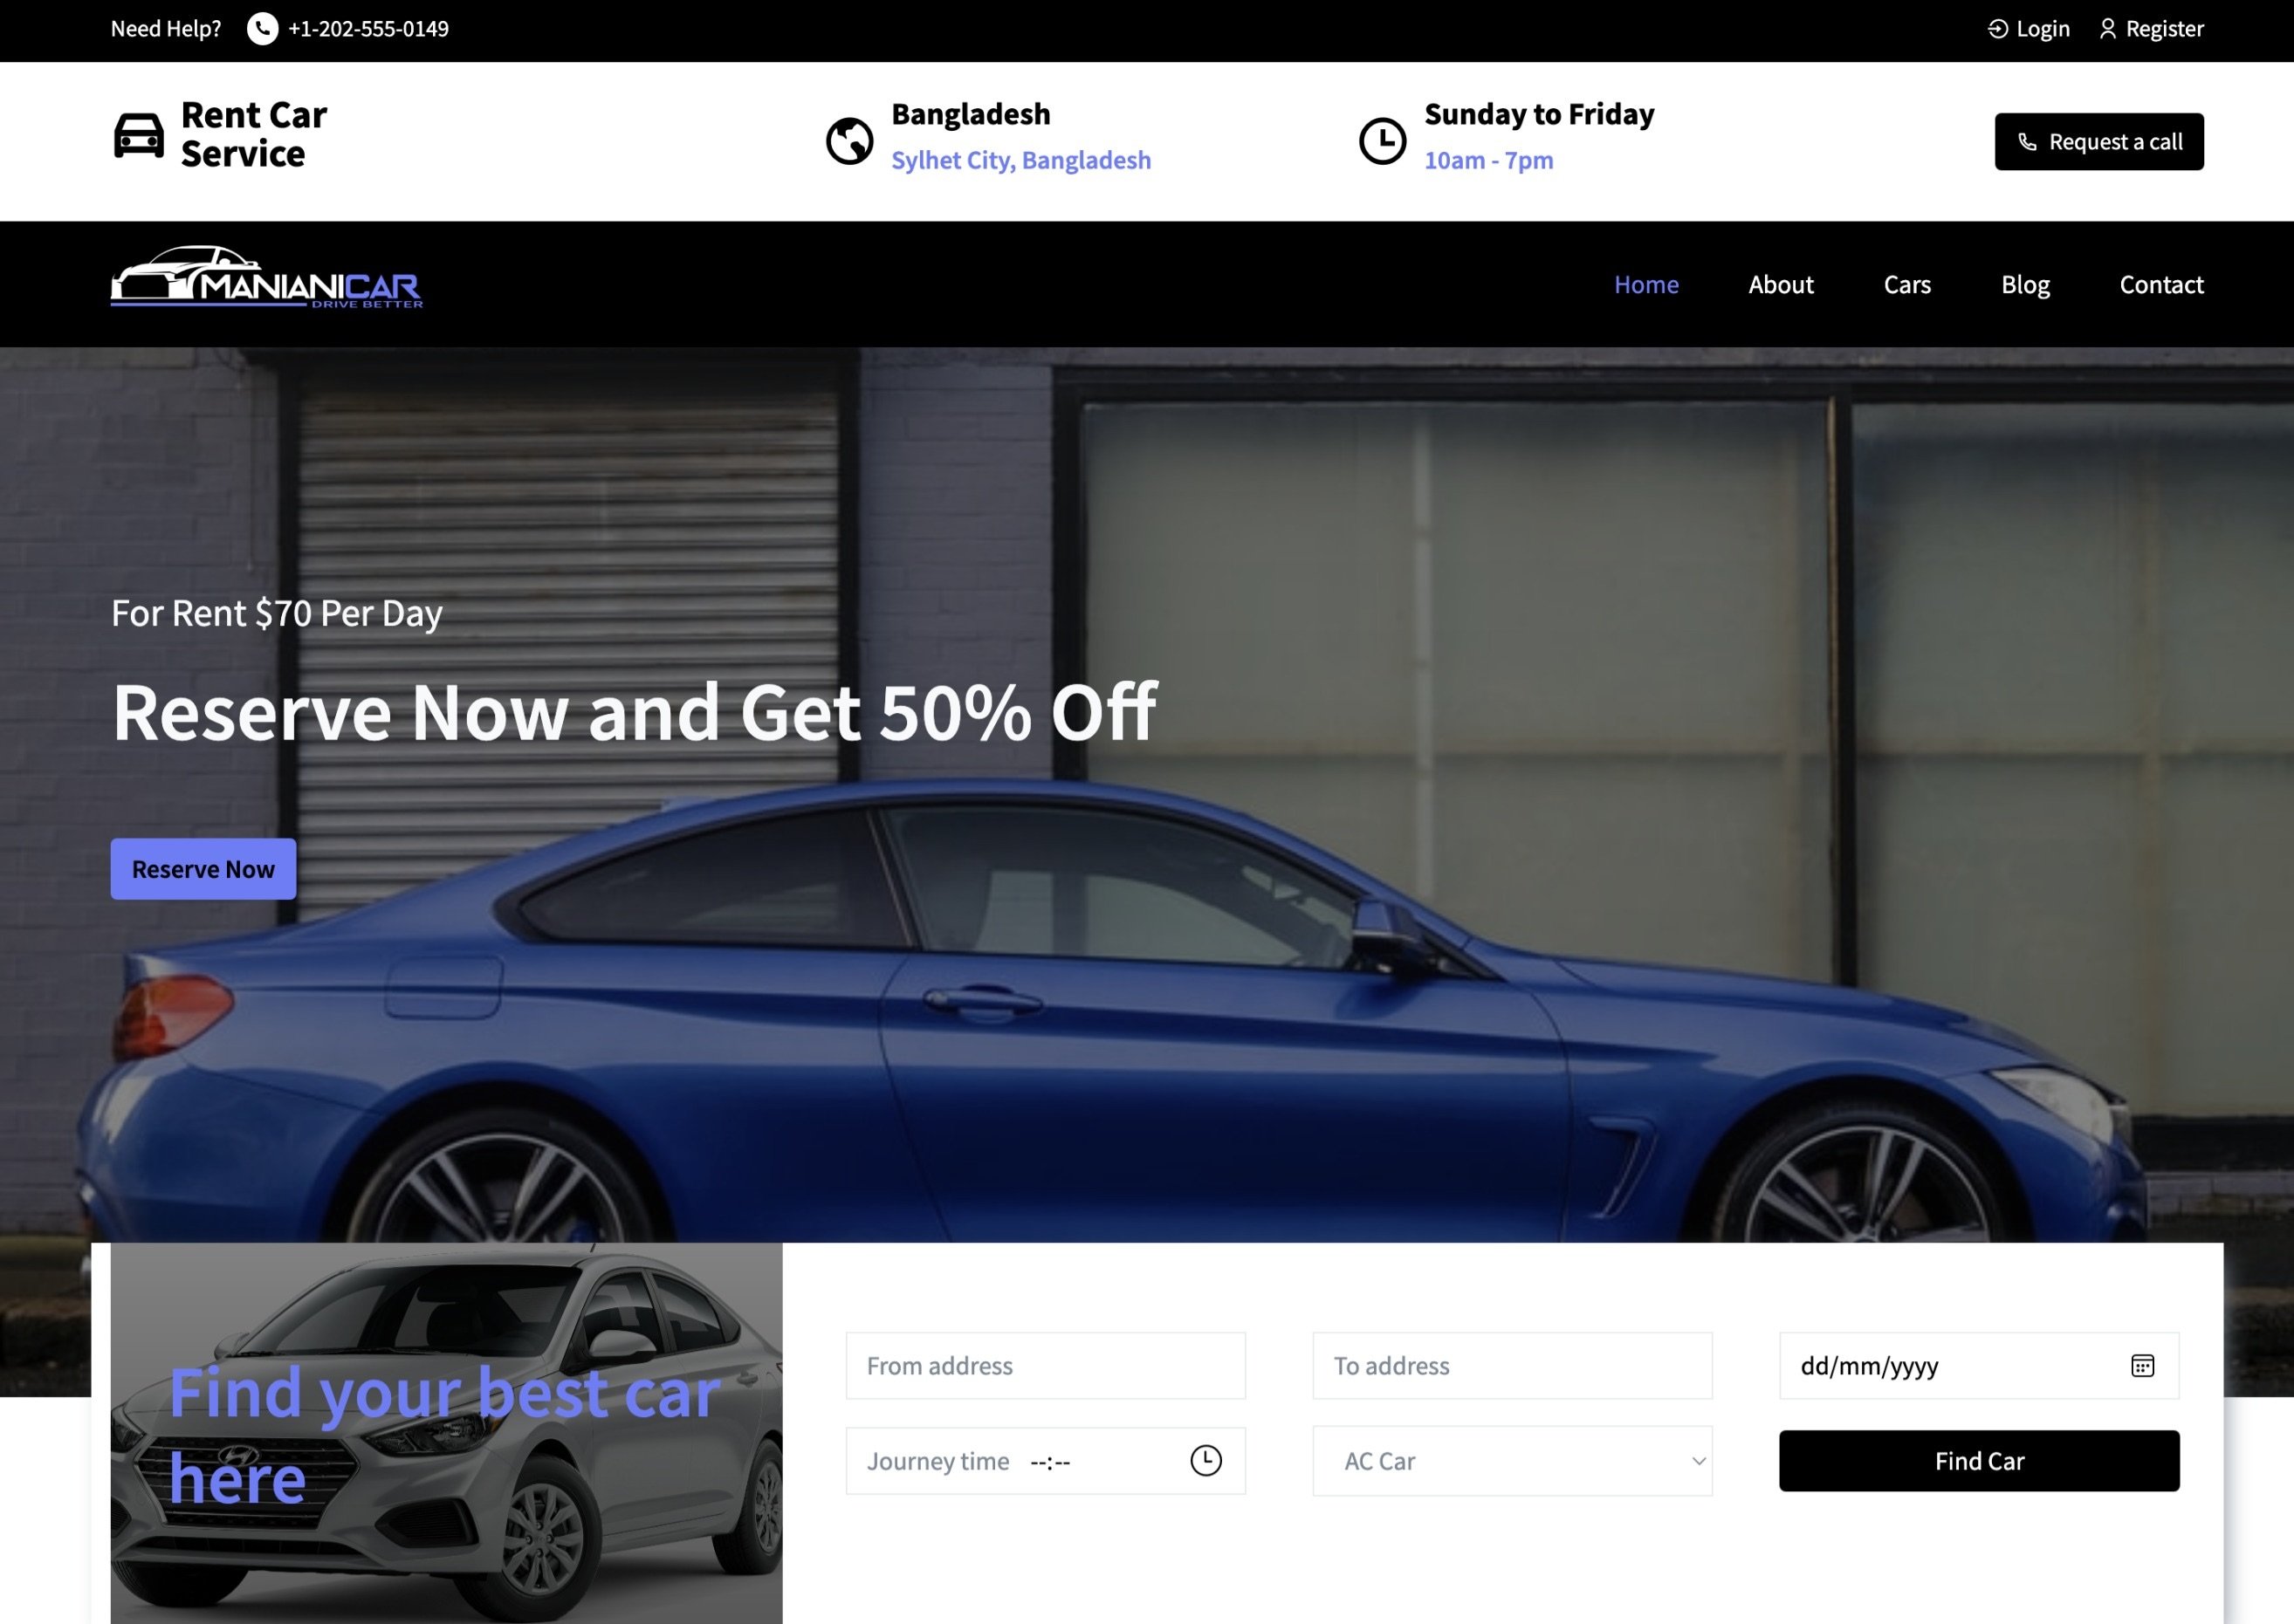 Need Help? +1-202-555-0149 Login Register
Rent Car
Service
Bangladesh
Sylhet City, Bangladesh
Sunday to Friday
10am - 7pm
Request a call
MANIANICAR
DRIVE BETTER
Home About Cars Blog Contact
For Rent $70 Per Day
Reserve Now and Get 50% Off
Reserve Now
Find your best car
here
From address
To address
dd/mm/yyyy
Journey time --:--
AC Car
Find Car